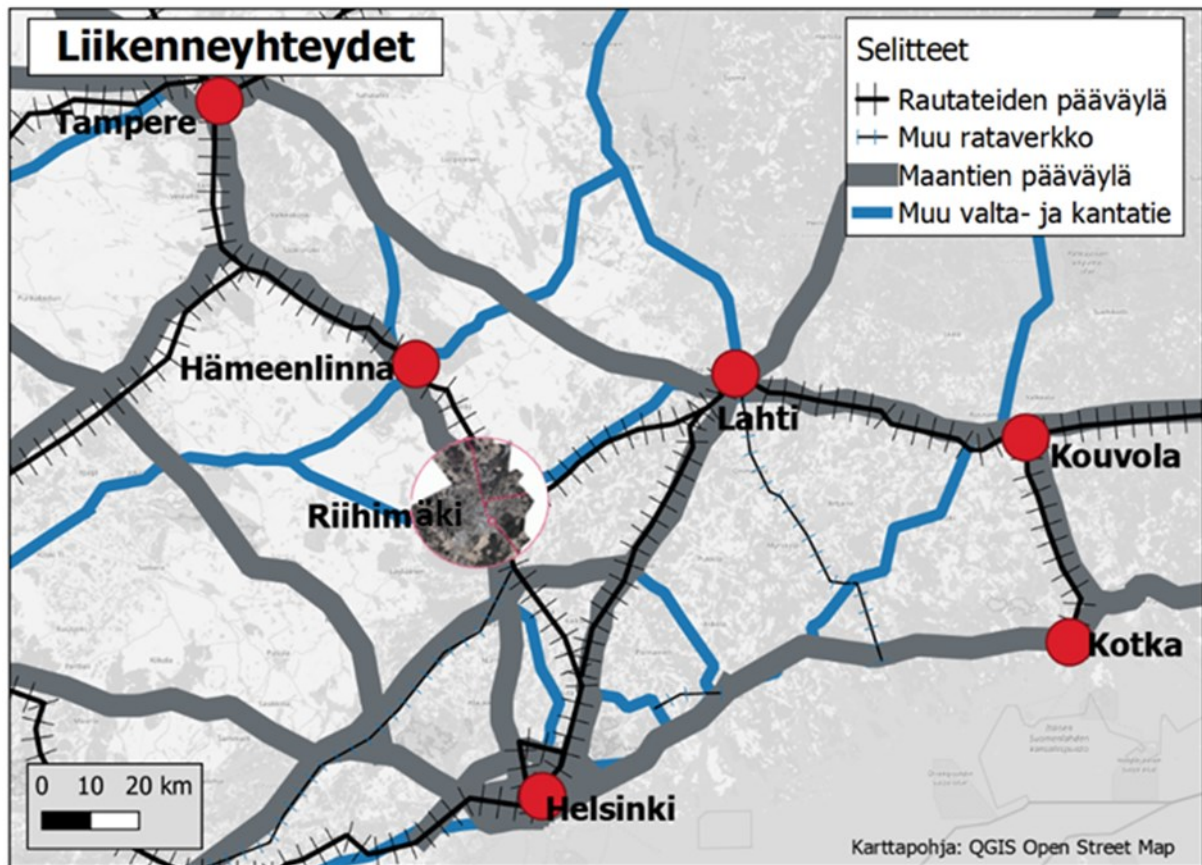 Liikenneyhteydet
Selitteet
Rautateiden pääväylä
Muu rataverkko
Maantien pääväylä
Muu valta- ja kantatie
Tampere
Hämeenlinna
Lahti
Kouvola
Riihimäki
Kotka
Helsinki
0 10 20 km
Karttapohja: QGIS Open Street Map